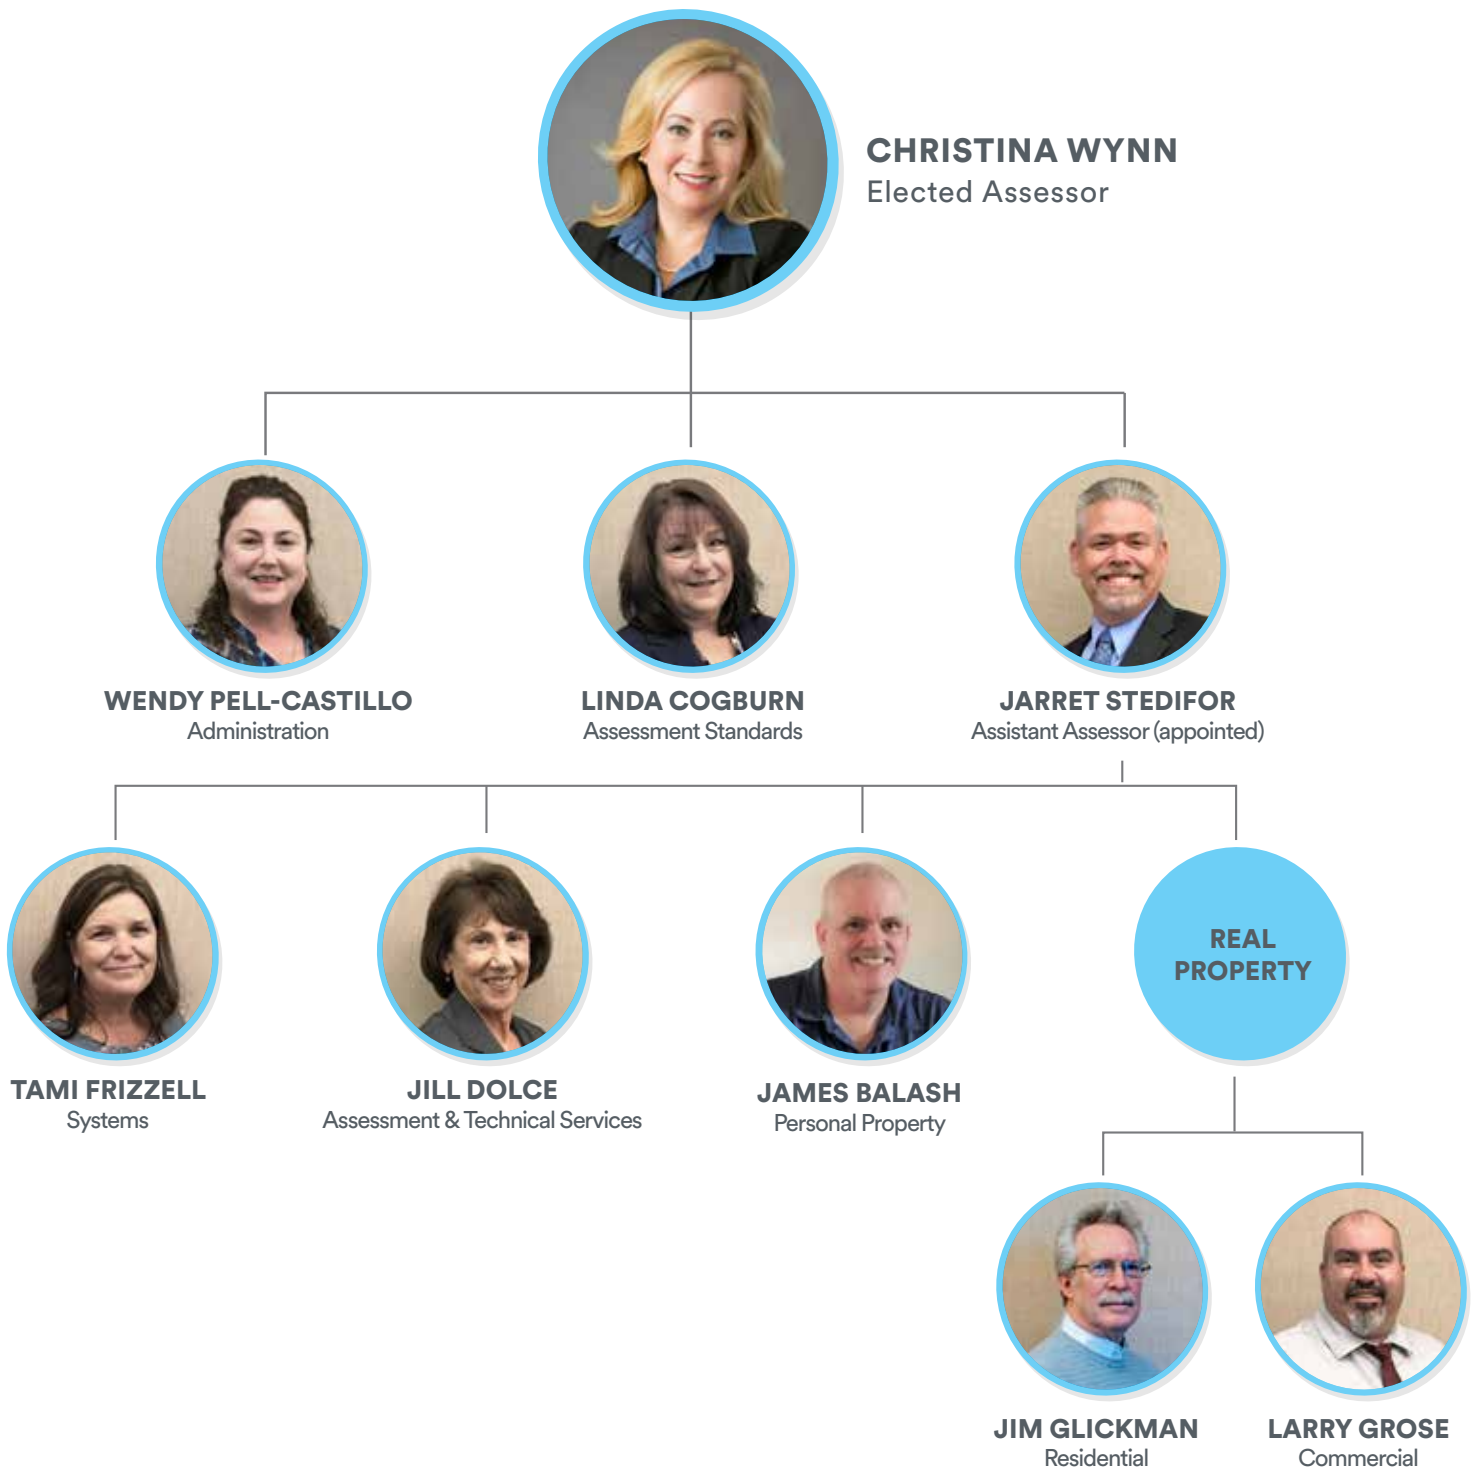 CHRISTINA WYNN
Elected Assessor
WENDY PELL-CASTILLO
Administration
LINDA COGBURN
Assessment Standards
JARRET STEDIFOR
Assistant Assessor (appointed)
TAMI FRIZZELL
Systems
JILL DOLCE
Assessment & Technical Services
JAMES BALASH
Personal Property
REAL
PROPERTY
JIM GLICKMAN
Residential
LARRY GROSE
Commercial